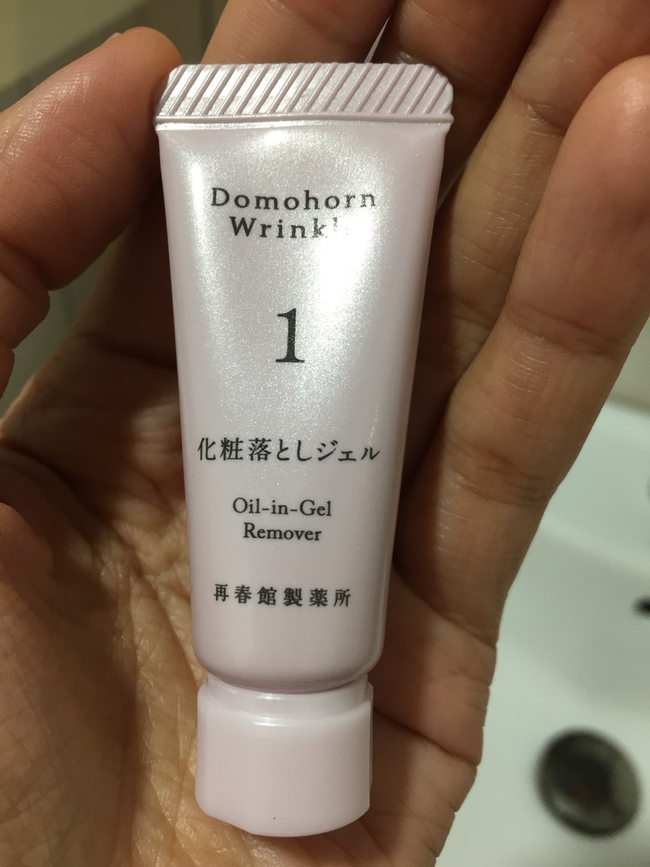 Domohorn
Wrinkl
1
化粧落としジェル
Oil-in-Gel
Remover
再春館製薬所